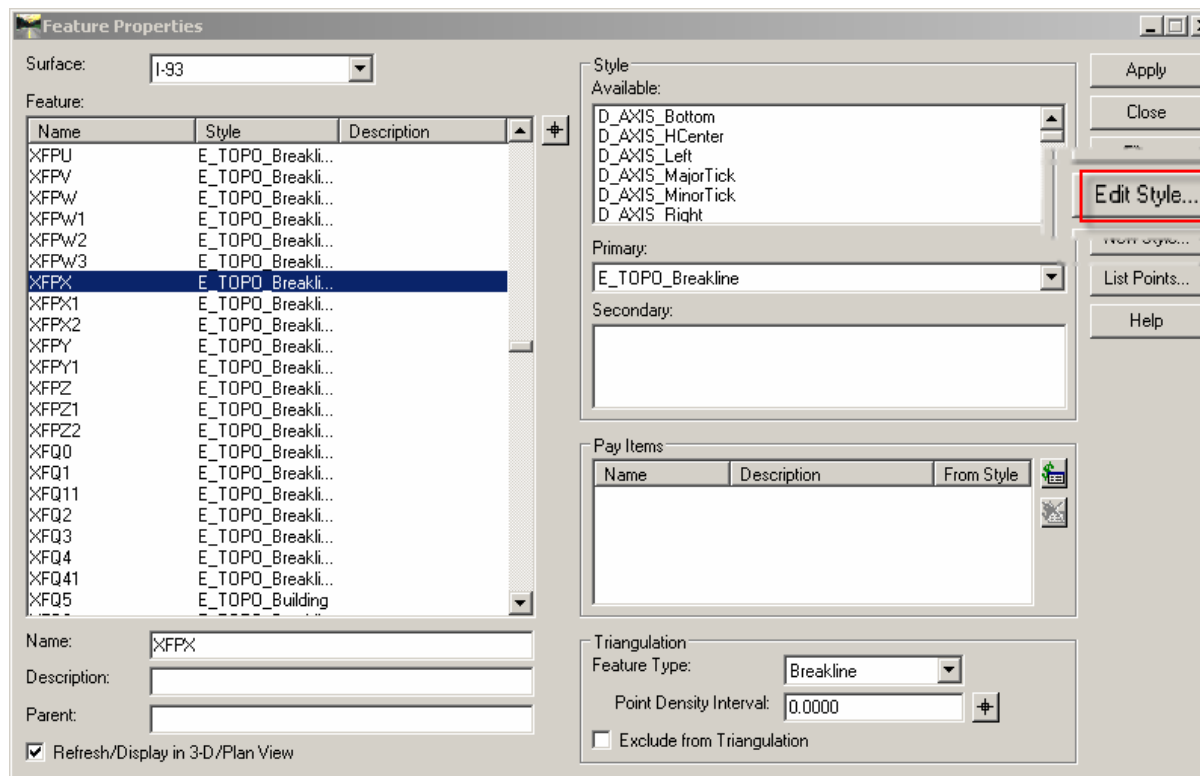 Feature Properties
Surface:
I-93
Feature:
Name Style Description
XFPU E_TOPO_Breakli...
XFPV E_TOPO_Breakli...
XFPW E_TOPO_Breakli...
XFPW1 E_TOPO_Breakli...
XFPW2 E_TOPO_Breakli...
XFPW3 E_TOPO_Breakli...
XFPX E_TOPO_Breakli...
XFPX1 E_TOPO_Breakli...
XFPX2 E_TOPO_Breakli...
XFPY E_TOPO_Breakli...
XFPY1 E_TOPO_Breakli...
XFPZ E_TOPO_Breakli...
XFPZ1 E_TOPO_Breakli...
XFPZ2 E_TOPO_Breakli...
XFQ0 E_TOPO_Breakli...
XFQ1 E_TOPO_Breakli...
XFQ11 E_TOPO_Breakli...
XFQ2 E_TOPO_Breakli...
XFQ3 E_TOPO_Breakli...
XFQ4 E_TOPO_Breakli...
XFQ41 E_TOPO_Breakli...
XFQ5 E_TOPO_Building
Name: XFPX
Description:
Parent:
Refresh/Display in 3-D/Plan View
Style
Available:
D_AXIS_Bottom
D_AXIS_HCenter
D_AXIS_Left
D_AXIS_MajorTick
D_AXIS_MinorTick
D_AXIS_Right
Primary:
E_TOPO_Breakline
Secondary:
Pay Items
Name Description From Style
Triangulation
Feature Type: Breakline
Point Density Interval: 0.0000
Exclude from Triangulation
Apply
Close
Edit Style...
New Style...
List Points...
Help